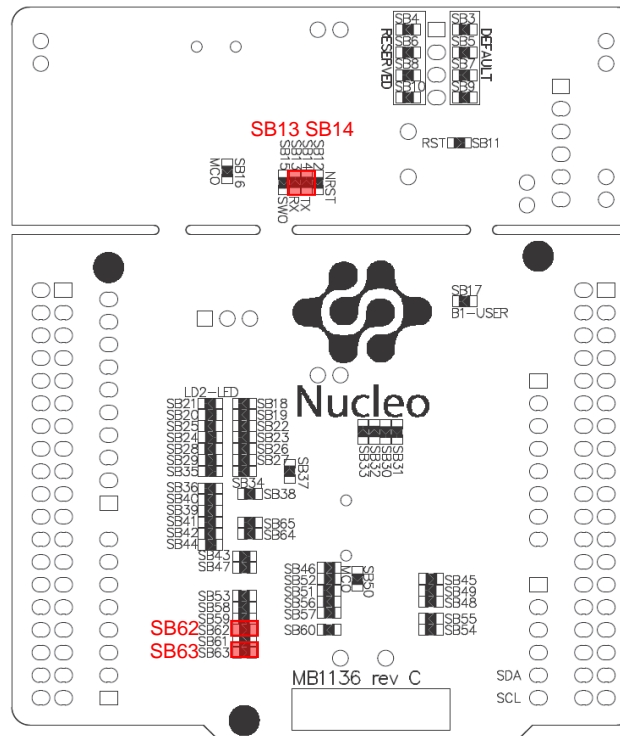 SB4 SB3
RESERVED DEFAULT
SB6 SB5
SB8 SB7
SB10 SB9
SB13 SB14
RST SB11
SB15
SB13
SB14
SB12
MCO
SB16
SWO
RX
TX
NRST
SB17
B1-USER
Nucleo
LD2-LED
SB21 SB18
SB20 SB19
SB25 SB22
SB24 SB23
SB28 SB26
SB29 SB27
SB35
SB37
SB33
SB32
SB30
SB31
SB34
SB36 SB38
SB40
SB39
SB41 SB65
SB42 SB64
SB44
SB43
SB47
SB46 SB45
SB52 SB49
SB51 SB48
MCO
SB50
SB56
SB57 SB55
SB60 SB54
SB53
SB58
SB59
SB62 SB62
SB61
SB63 SB63
MB1136 rev C
SDA
SCL